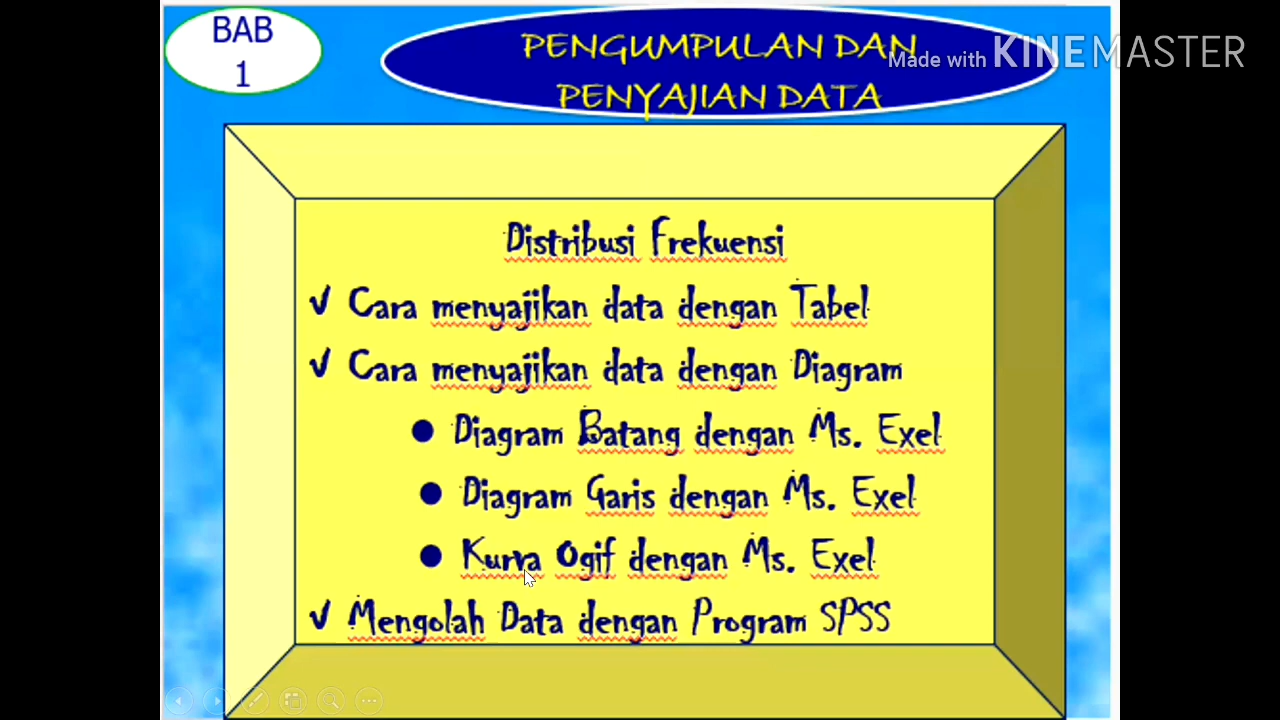 BAB
1
PENGUMPULAN DAN
PENYAJIAN DATA
Made with KINEMASTER
Distribusi Frekuensi
√ Cara menyajikan data dengan Tabel
√ Cara menyajikan data dengan Diagram
● Diagram Batang dengan Ms. Exel
● Diagram Garis dengan Ms. Exel
● Kurva Ogif dengan Ms. Exel
√ Mengolah Data dengan Program SPSS